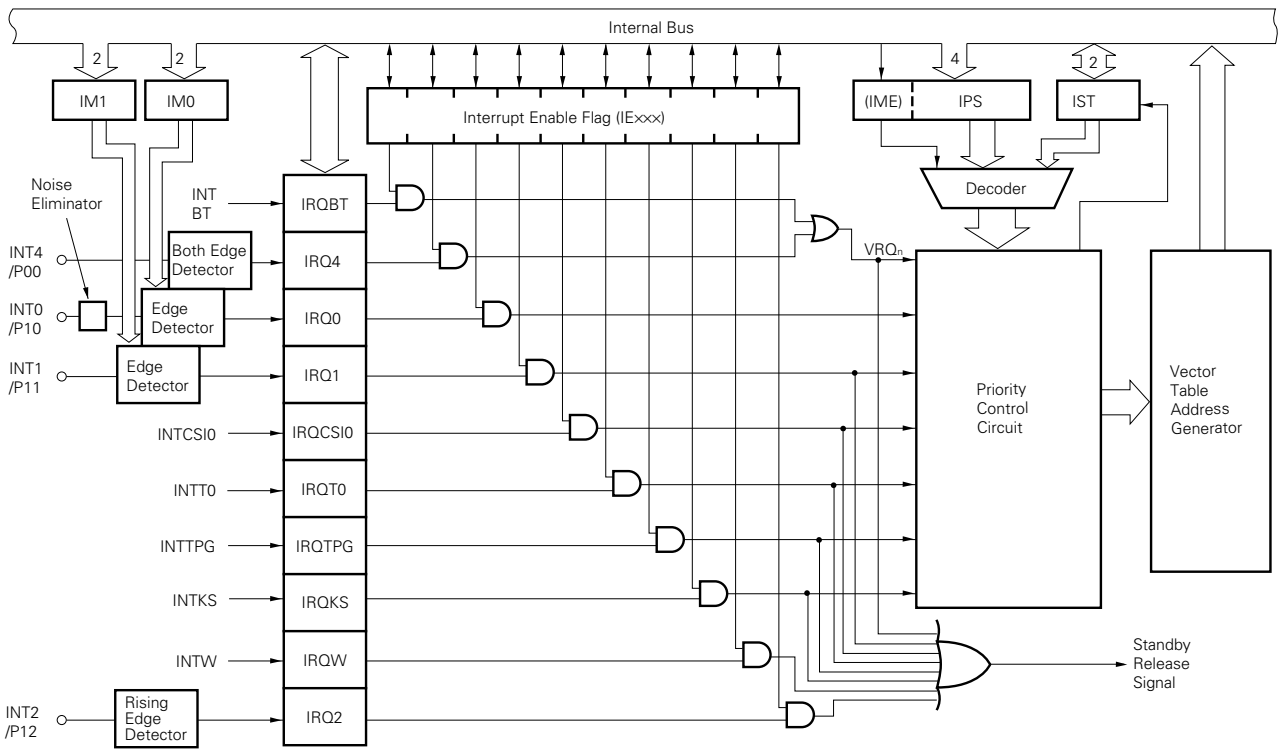 Internal Bus
2
2
4
2
IM1
IM0
(IME)
IPS
IST
Interrupt Enable Flag (IE×××)
Decoder
Noise
Eliminator
INT
BT
IRQBT
INT4
/P00
Both Edge
Detector
IRQ4
VRQn
INT0
/P10
Edge
Detector
IRQ0
INT1
/P11
Edge
Detector
IRQ1
Priority
Control
Circuit
Vector
Table
Address
Generator
INTCSI0
IRQCSI0
INTT0
IRQT0
INTTPG
IRQTPG
INTKS
IRQKS
INTW
IRQW
Standby
Release
Signal
INT2
/P12
Rising
Edge
Detector
IRQ2